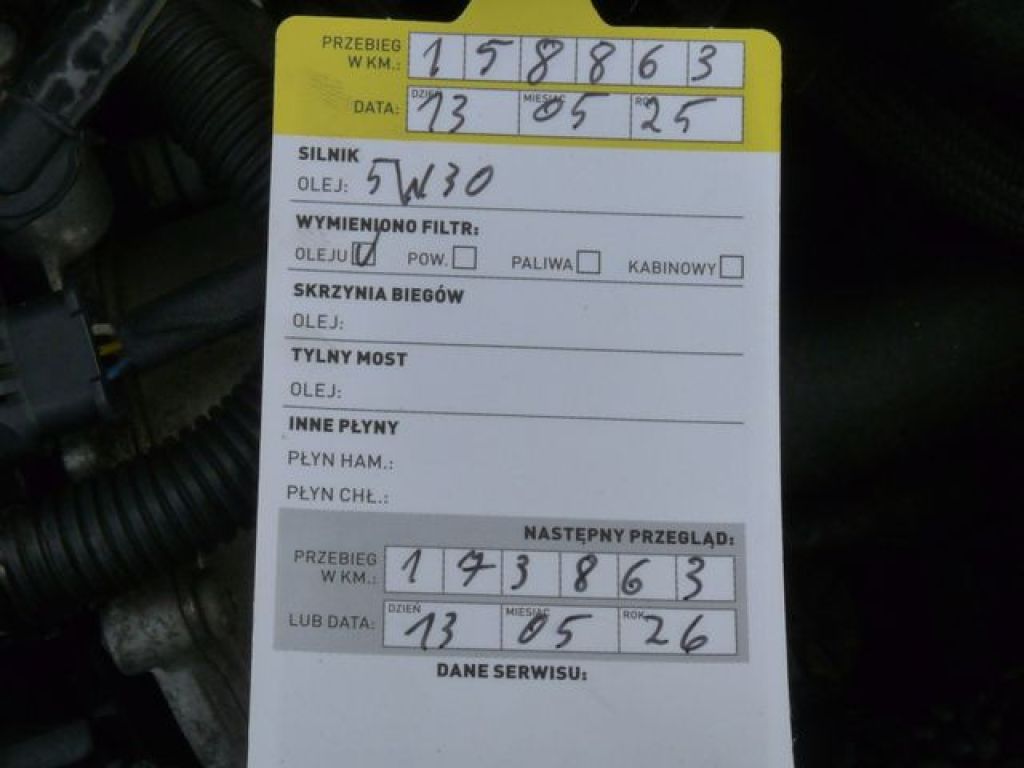 PRZEBIEG W KM.: 158863
DATA: DZIEŃ 13 MIESIĄC 05 ROK 25
SILNIK
OLEJ: 5W30
WYMIENIONO FILTR:
OLEJU POW. PALIWA KABINOWY
SKRZYNIA BIEGÓW
OLEJ:
TYLNY MOST
OLEJ:
INNE PŁYNY
PŁYN HAM.:
PŁYN CHŁ.:
NASTĘPNY PRZEGLĄD:
PRZEBIEG W KM.: 173863
LUB DATA: DZIEŃ 13 MIESIĄC 05 ROK 26
DANE SERWISU: